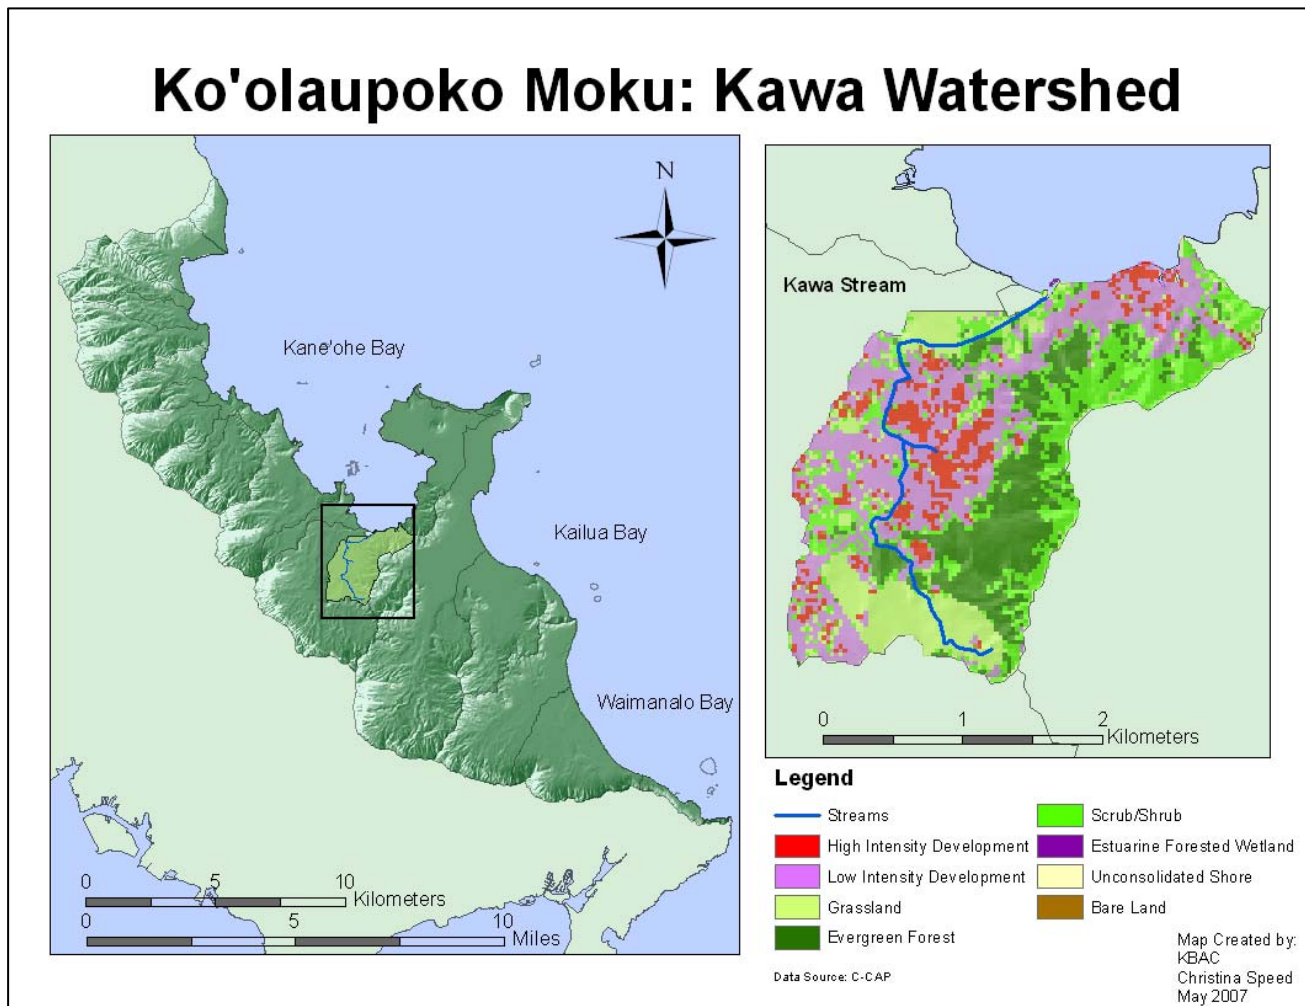 Ko'olaupoko Moku: Kawa Watershed
N
Kane'ohe Bay
Kailua Bay
Waimanalo Bay
0 5 10
Kilometers
0 5 10
Miles
Kawa Stream
0 1 2
Kilometers
Legend
Streams
High Intensity Development
Low Intensity Development
Grassland
Evergreen Forest
Scrub/Shrub
Estuarine Forested Wetland
Unconsolidated Shore
Bare Land
Data Source: C-CAP
Map Created by:
KBAC
Christina Speed
May 2007